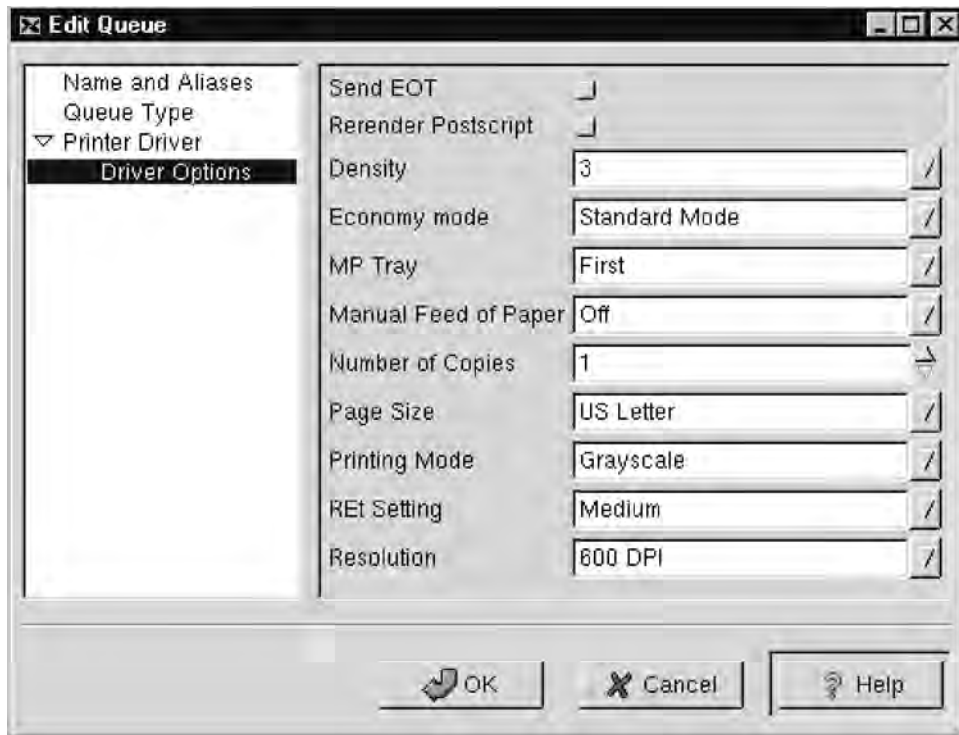 Edit Queue
Name and Aliases
Queue Type
Printer Driver
Driver Options
Send EOT
Rerender Postscript
Density 3
Economy mode Standard Mode
MP Tray First
Manual Feed of Paper Off
Number of Copies 1
Page Size US Letter
Printing Mode Grayscale
REt Setting Medium
Resolution 600 DPI
OK Cancel Help